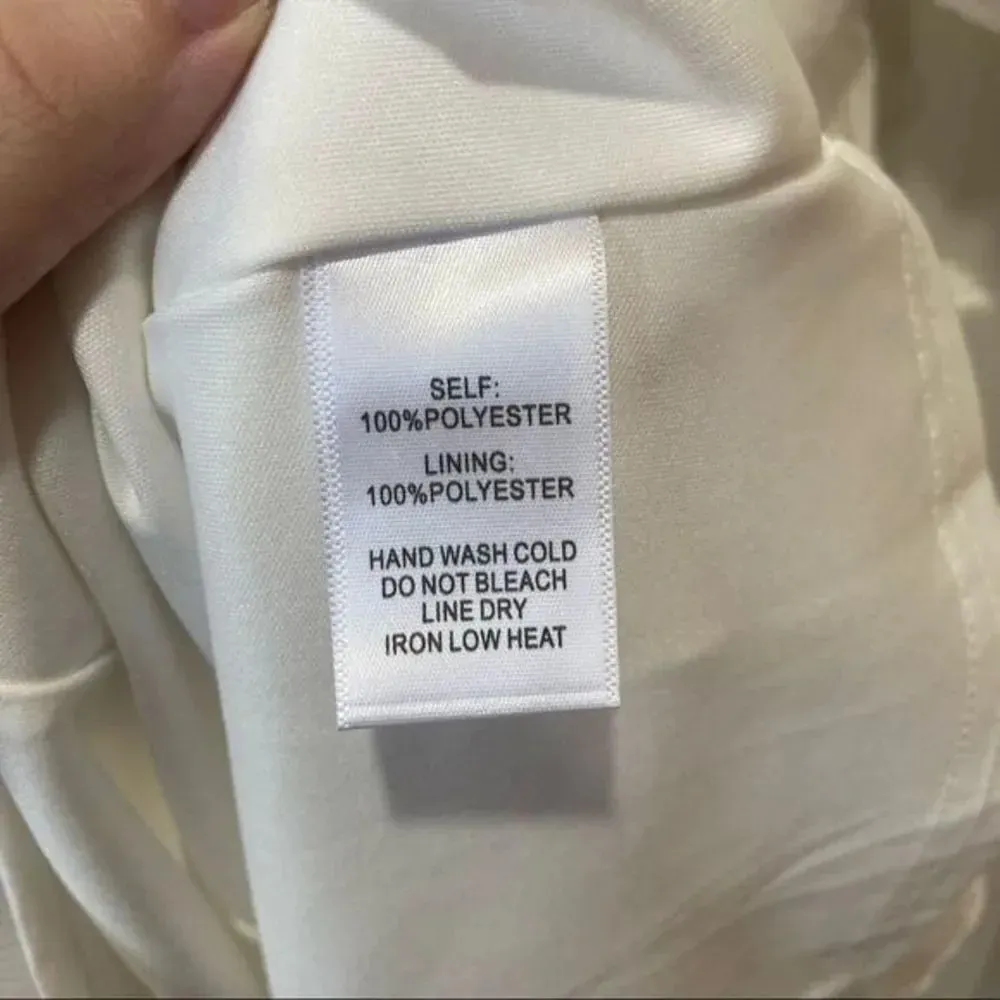 SELF:
100%POLYESTER
LINING:
100%POLYESTER
HAND WASH COLD
DO NOT BLEACH
LINE DRY
IRON LOW HEAT